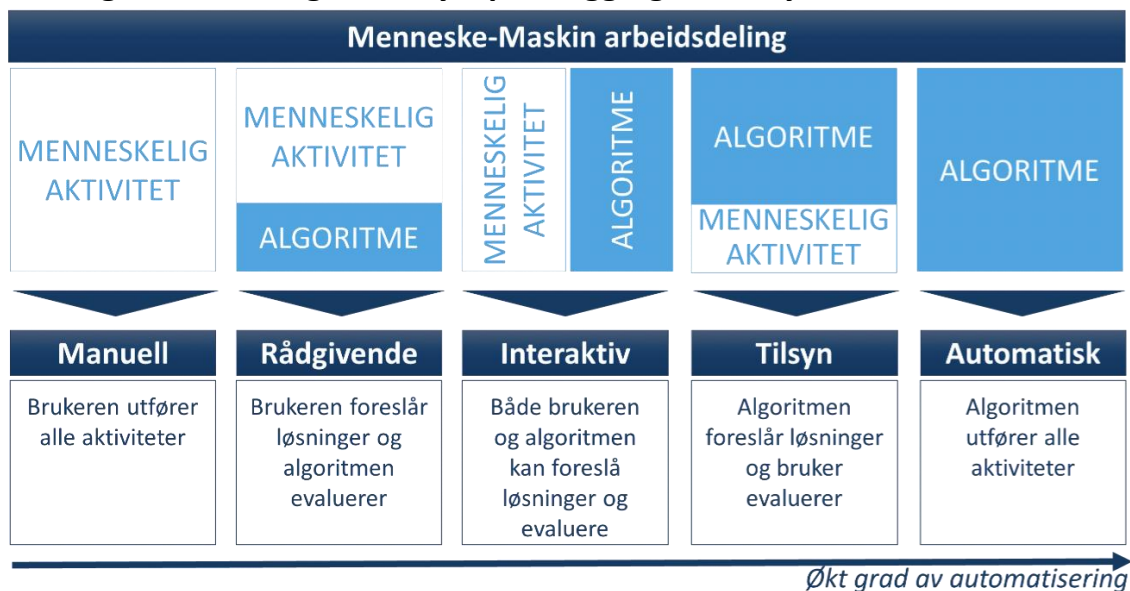 Menneske-Maskin arbeidsdeling
MENNESKELIG
AKTIVITET
MENNESKELIG
AKTIVITET
ALGORITME
MENNESKELIG
AKTIVITET
ALGORITME
ALGORITME
MENNESKELIG
AKTIVITET
ALGORITME
Manuell
Brukeren utfører
alle aktiviteter
Rådgivende
Brukeren foreslår
løsninger og
algoritmen
evaluerer
Interaktiv
Både brukeren
og algoritmen
kan foreslå
løsninger og
evaluere
Tilsyn
Algoritmen
foreslår løsninger
og bruker
evaluerer
Automatisk
Algoritmen
utfører alle
aktiviteter
Økt grad av automatisering